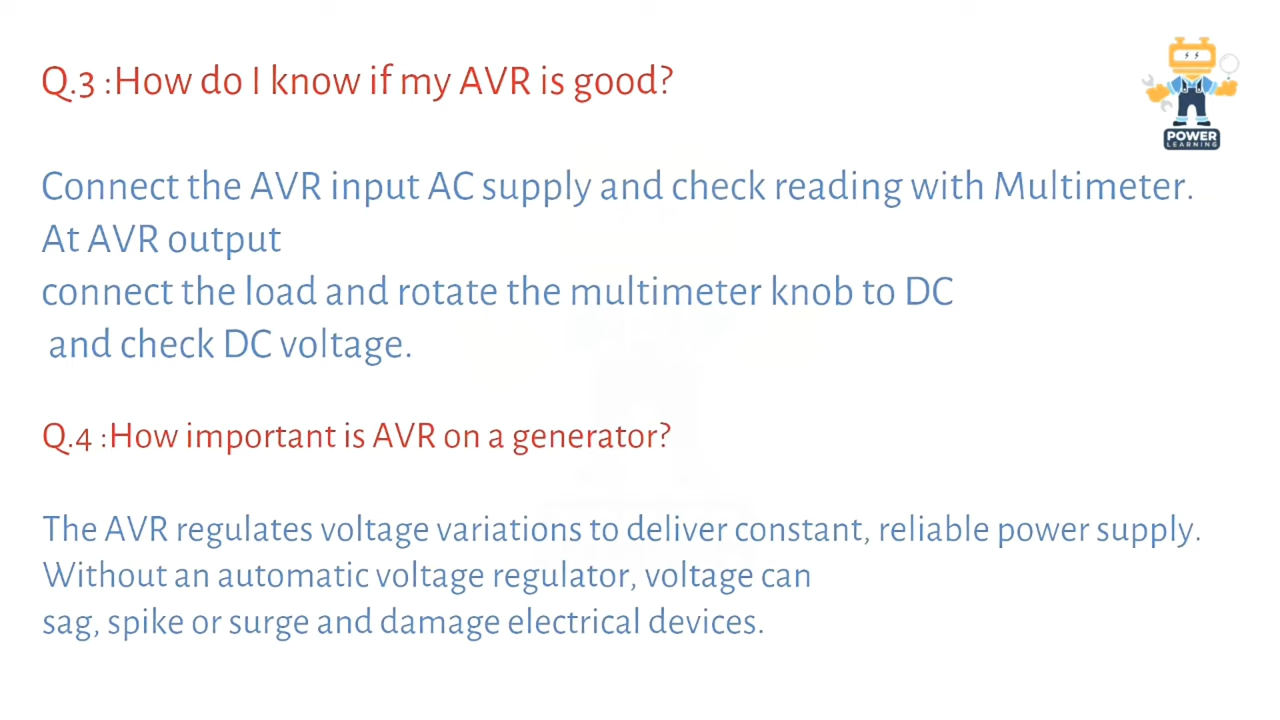 Q.3 :How do I know if my AVR is good?
POWER
LEARNING
Connect the AVR input AC supply and check reading with Multimeter.
At AVR output
connect the load and rotate the multimeter knob to DC
and check DC voltage.
Q.4 :How important is AVR on a generator?
The AVR regulates voltage variations to deliver constant, reliable power supply.
Without an automatic voltage regulator, voltage can
sag, spike or surge and damage electrical devices.